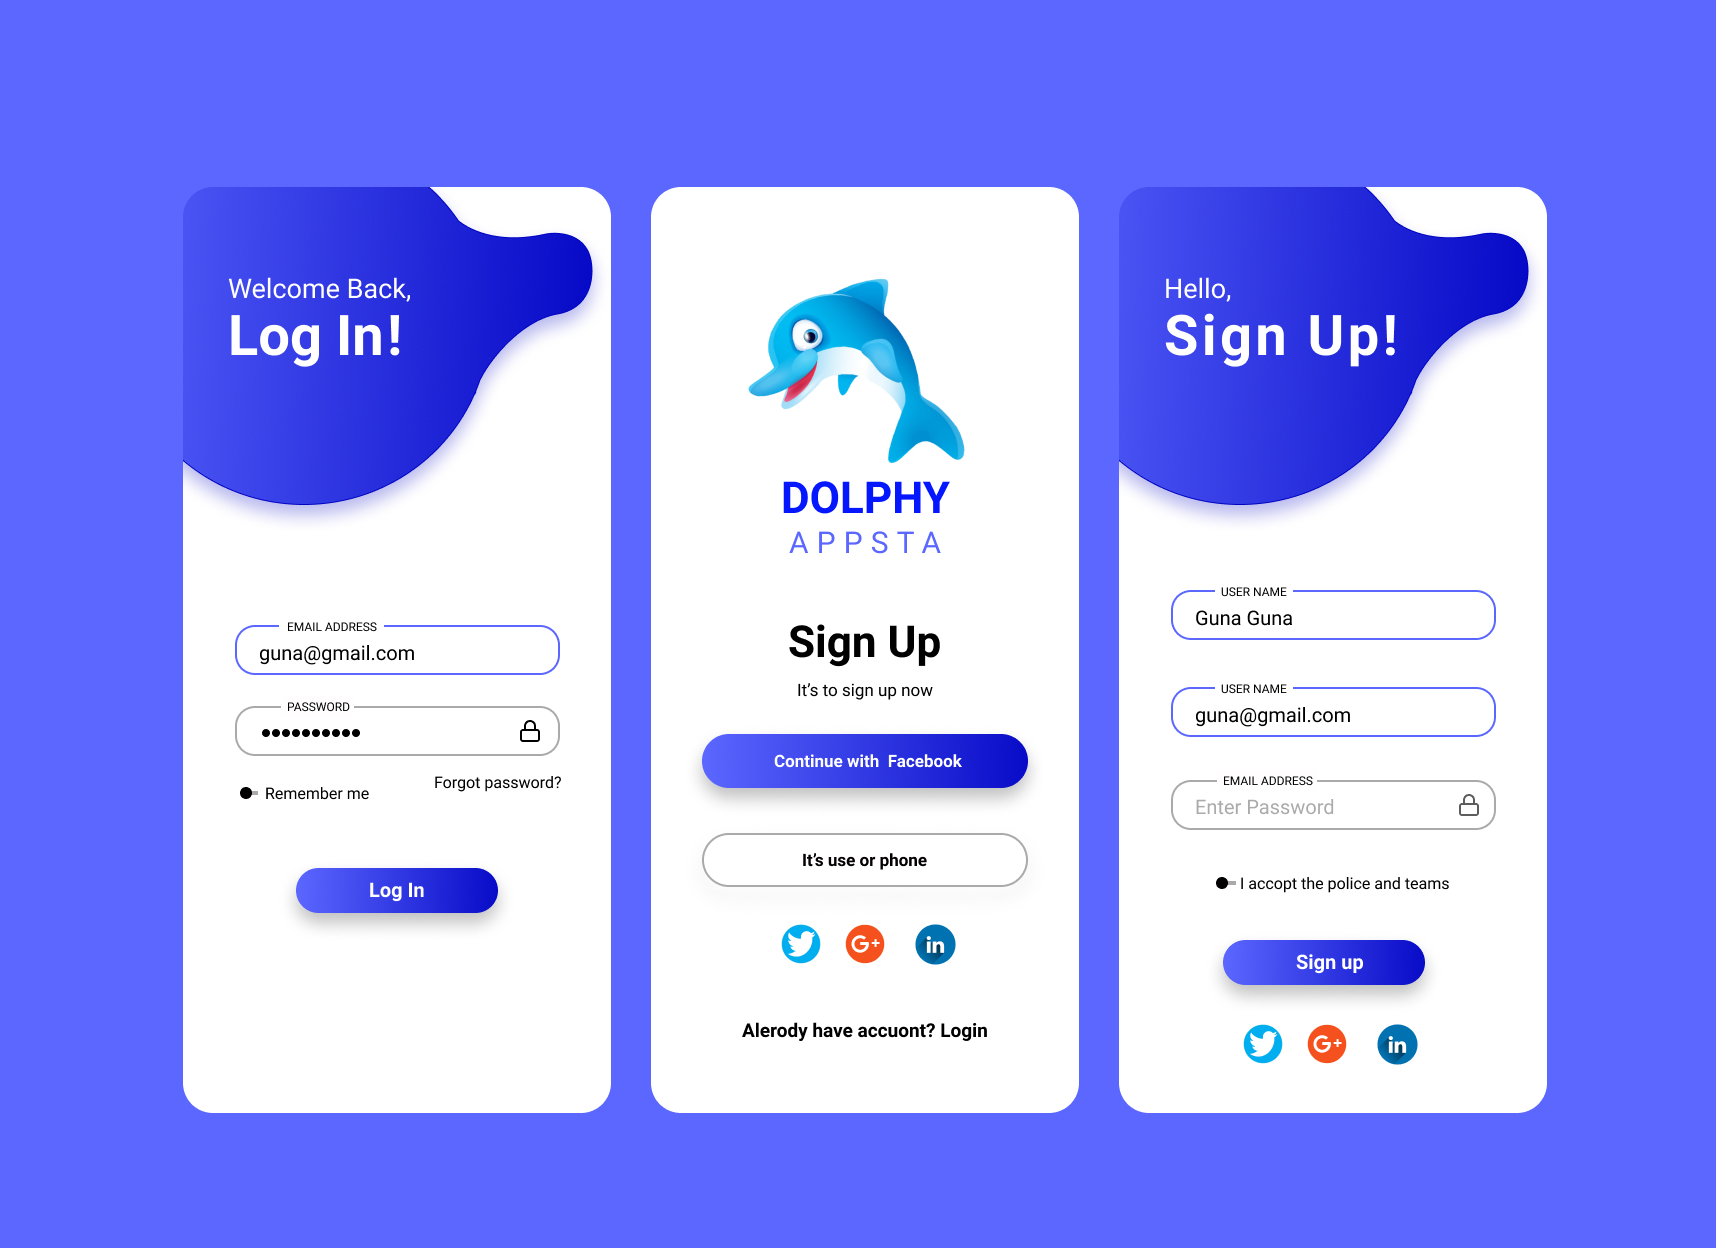 Welcome Back,
Log In!
EMAIL ADDRESS
guna@gmail.com
PASSWORD
Remember me
Forgot password?
Log In
DOLPHY
APPSTA
Sign Up
It's to sign up now
Continue with  Facebook
It's use or phone
G+
in
Alerody have accuont? Login
Hello,
Sign Up!
USER NAME
Guna Guna
USER NAME
guna@gmail.com
EMAIL ADDRESS
Enter Password
I accopt the police and teams
Sign up
G+
in